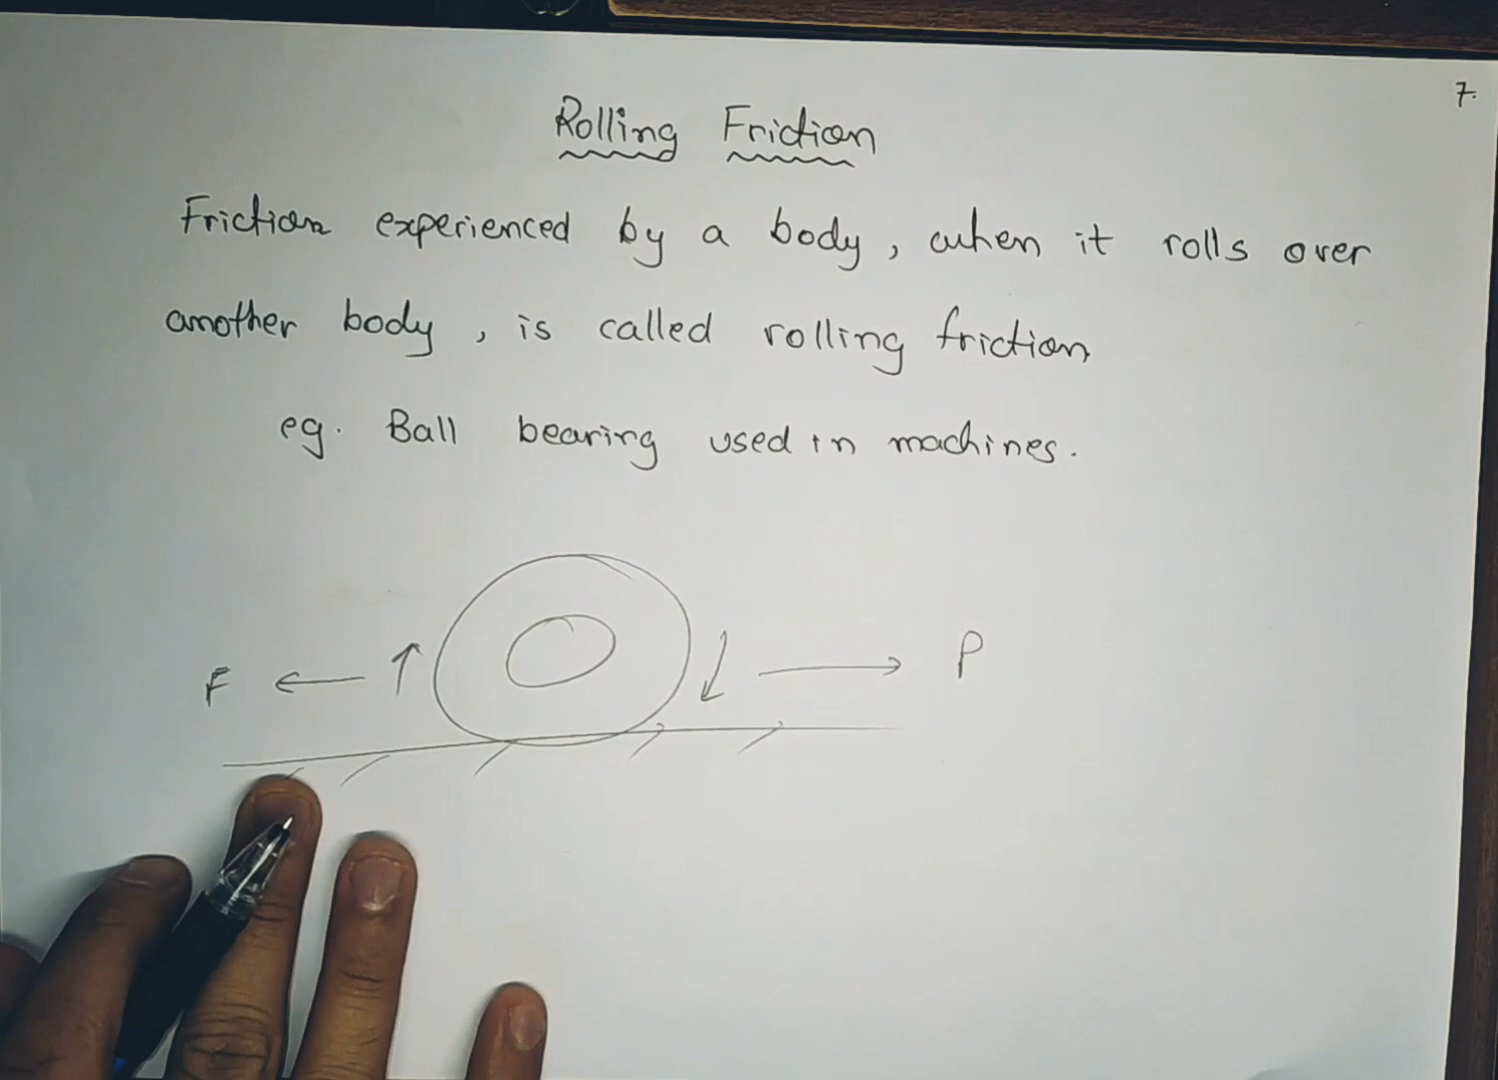 7.
Rolling Friction
Friction experienced by a body, when it rolls over
another body, is called rolling friction
eg. Ball bearing used in machines.
F P